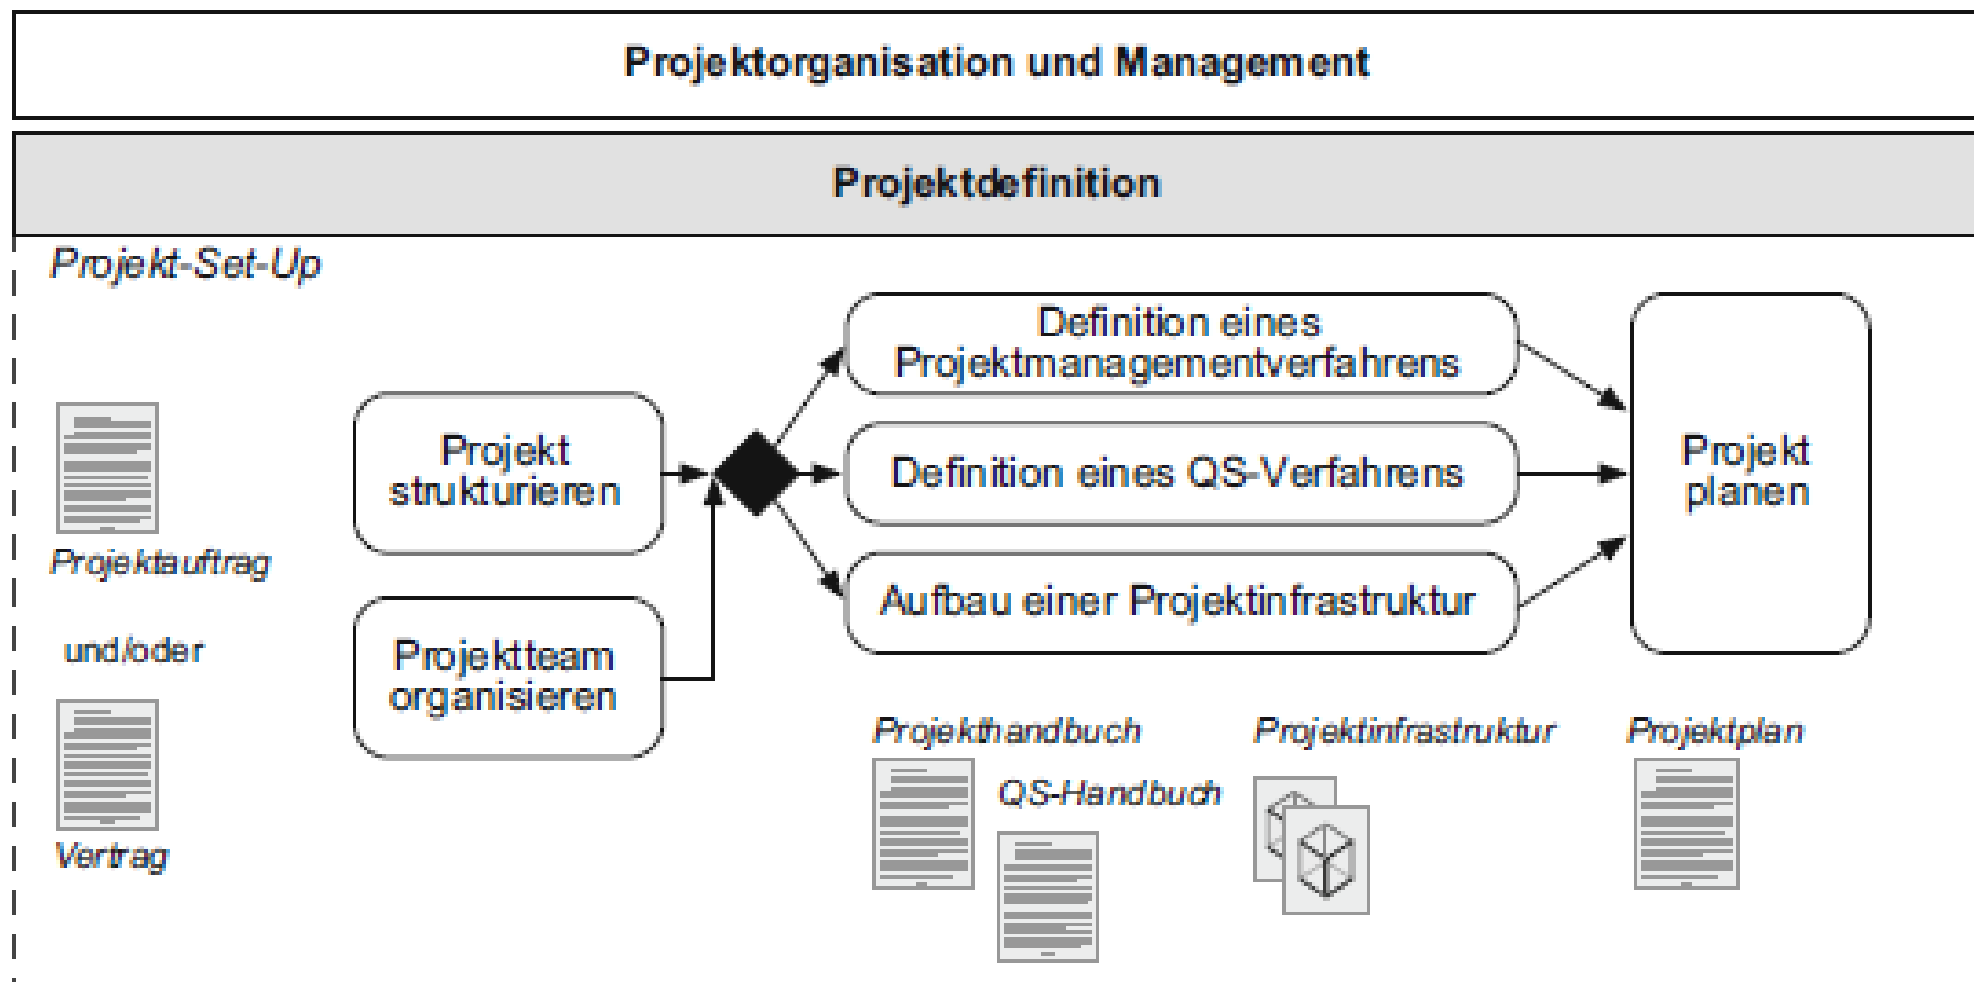 Projektorganisation und Management
Projektdefinition
Projekt-Set-Up
Projektauftrag
und/oder
Vertrag
Projekt
strukturieren
Projektteam
organisieren
Definition eines
Projektmanagementverfahrens
Definition eines QS-Verfahrens
Aufbau einer Projektinfrastruktur
Projekt
planen
Projekthandbuch
QS-Handbuch
Projektinfrastruktur
Projektplan